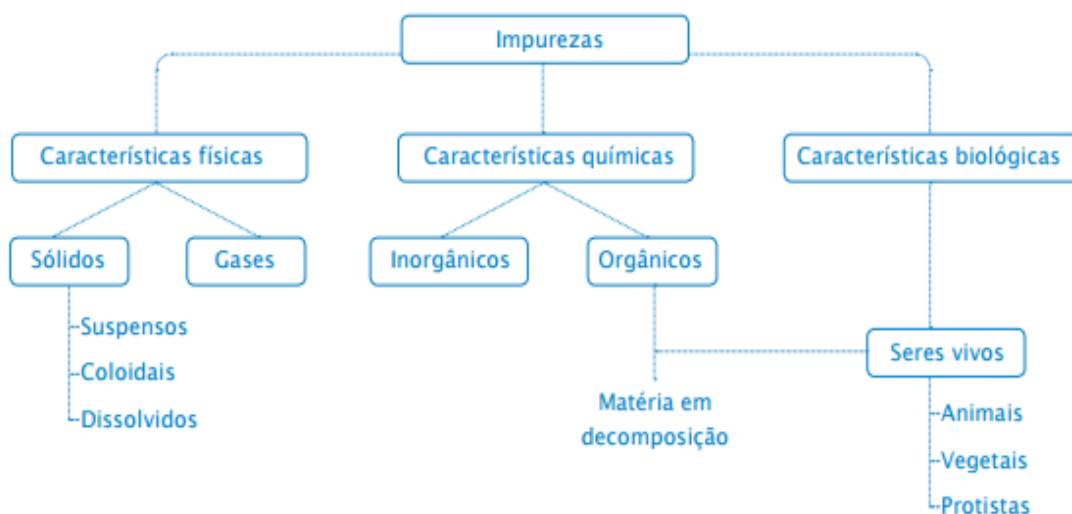 Impurezas
Características físicas
Características químicas
Características biológicas
Sólidos
Gases
Inorgânicos
Orgânicos
Suspensos
Coloidais
Dissolvidos
Seres vivos
Matéria em
decomposição
Animais
Vegetais
Protistas